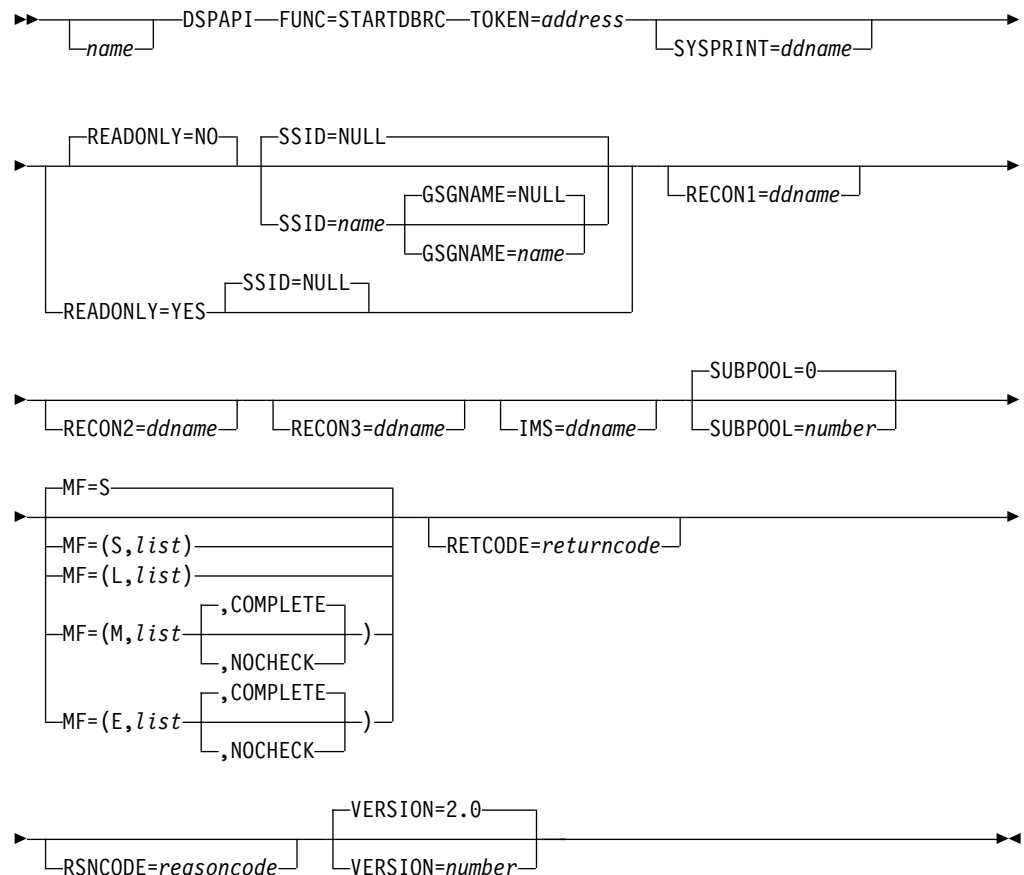 DSPAPI FUNC=STARTDBRC TOKEN=address
name
SYSPRINT=ddname
READONLY=NO
SSID=NULL
GSGNAME=NULL
RECON1=ddname
SSID=name
GSGNAME=name
SSID=NULL
READONLY=YES
SUBPOOL=0
RECON2=ddname
RECON3=ddname
IMS=ddname
SUBPOOL=number
MF=S
MF=(S,list)
RETCODE=returncode
MF=(L,list)
,COMPLETE
MF=(M,list )
,NOCHECK
,COMPLETE
MF=(E,list )
,NOCHECK
VERSION=2.0
RSNCODE=reasoncode
VERSION=number